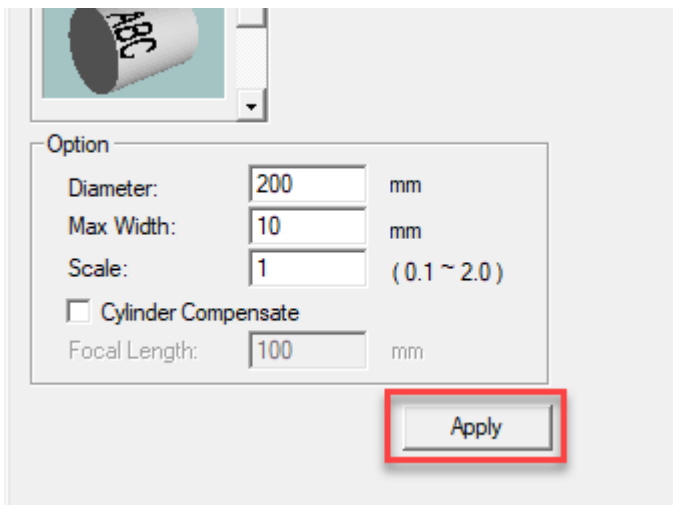 ABC
Option
Diameter: 200 mm
Max Width: 10 mm
Scale: 1 ( 0.1 ~ 2.0 )
Cylinder Compensate
Focal Length: 100 mm
Apply